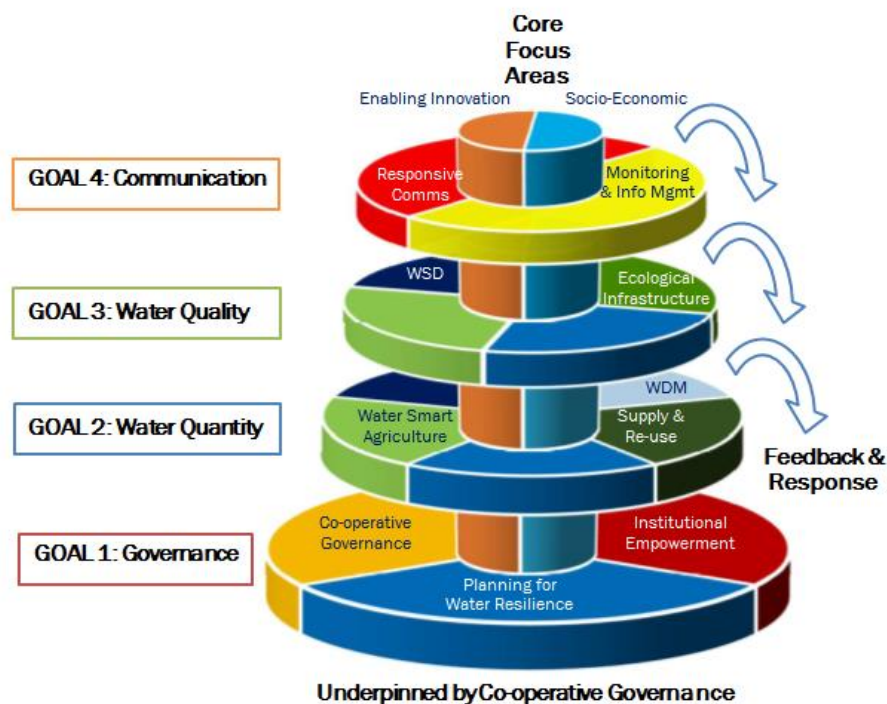 Core
Focus
Areas
Enabling Innovation
Socio-Economic
GOAL 4: Communication
Responsive
Comms
Monitoring
& Info Mgmt
GOAL 3: Water Quality
WSD
Ecological
Infrastructure
GOAL 2: Water Quantity
Water Smart
Agriculture
WDM
Supply &
Re-use
Feedback &
Response
GOAL 1: Governance
Co-operative
Governance
Institutional
Empowerment
Planning for
Water Resilience
Underpinned by Co-operative Governance